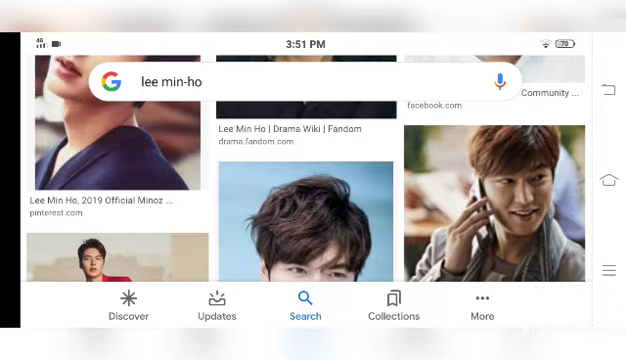 4G
3:51 PM
70
lee min-ho
Community ...
facebook.com
Lee Min Ho | Drama Wiki | Fandom
drama.fandom.com
Lee Min Ho, 2019 Official Minoz ...
pinterest.com
Discover
Updates
Search
Collections
More